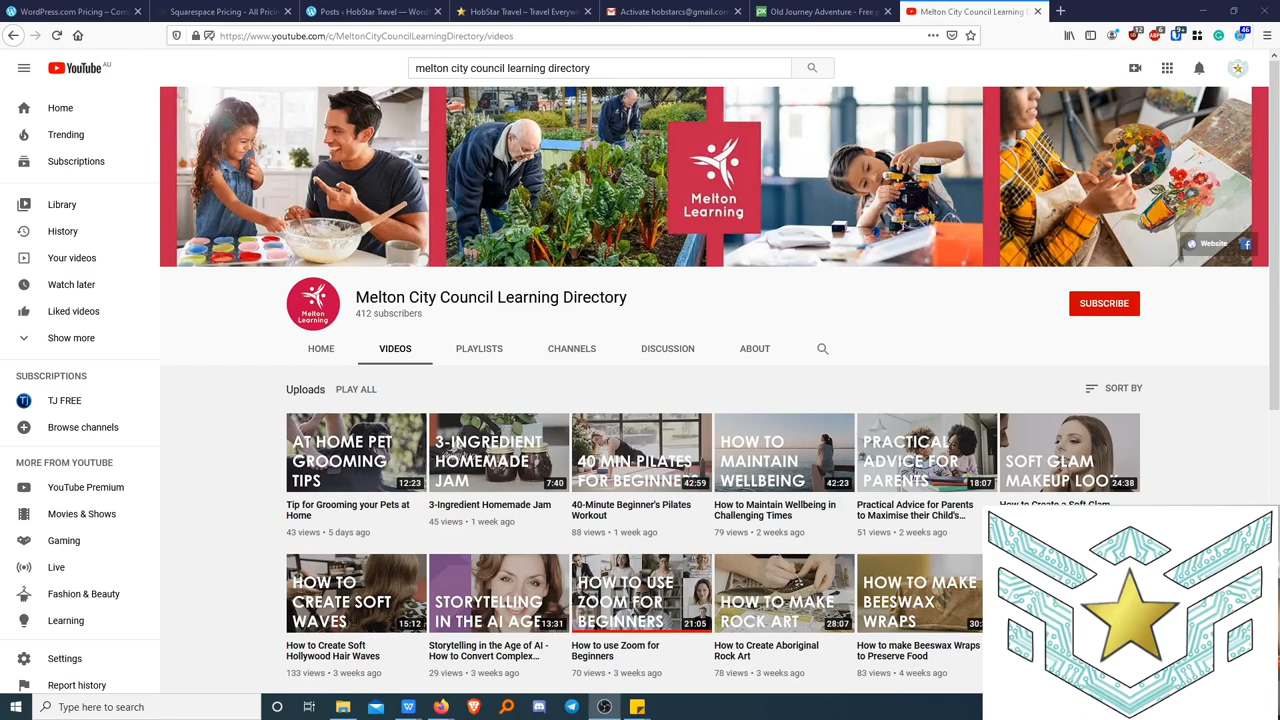 WordPress.com Pricing – Com
Squarespace Pricing - All Pricin
Posts ‹ HobStar Travel — Word
HobStar Travel – Travel Everyw
Activate hobstarcs@gmail.com
Old Journey Adventure - Free p
Melton City Council Learning D
https://www.youtube.com/c/MeltonCityCouncilLearningDirectory/videos
12
6
9+
46
YouTube AU
melton city council learning directory
Home
Trending
Subscriptions
Library
History
Your videos
Watch later
Liked videos
Show more
SUBSCRIPTIONS
TJ
TJ FREE
Browse channels
MORE FROM YOUTUBE
YouTube Premium
Movies & Shows
Gaming
Live
Fashion & Beauty
Learning
Settings
Report history
Melton
Learning
Website
Melton
Learning
Melton City Council Learning Directory
412 subscribers
SUBSCRIBE
HOME
VIDEOS
PLAYLISTS
CHANNELS
DISCUSSION
ABOUT
Uploads
PLAY ALL
SORT BY
AT HOME PET
GROOMING
TIPS
12:23
Tip for Grooming your Pets at
Home
43 views • 5 days ago
3-INGREDIENT
HOMEMADE
JAM
7:40
3-Ingredient Homemade Jam
45 views • 1 week ago
40 MIN PILATES
FOR BEGINNE
42:59
40-Minute Beginner's Pilates
Workout
88 views • 1 week ago
HOW TO
MAINTAIN
WELLBEING
42:23
How to Maintain Wellbeing in
Challenging Times
79 views • 2 weeks ago
PRACTICAL
ADVICE FOR
PARENTS
18:07
Practical Advice for Parents
to Maximise their Child's...
51 views • 2 weeks ago
SOFT GLAM
MAKEUP LOO
24:38
How to Create a Soft Glam
HOW TO
CREATE SOFT
WAVES
15:12
How to Create Soft
Hollywood Hair Waves
133 views • 3 weeks ago
STORYTELLING
IN THE AI AGE
13:31
Storytelling in the Age of AI -
How to Convert Complex...
29 views • 3 weeks ago
HOW TO USE
ZOOM FOR
BEGINNERS
21:05
How to use Zoom for
Beginners
70 views • 3 weeks ago
HOW TO MAKE
ROCK ART
28:07
How to Create Aboriginal
Rock Art
78 views • 3 weeks ago
HOW TO MAKE
BEESWAX
WRAPS
30:
How to make Beeswax Wraps
to Preserve Food
83 views • 4 weeks ago
Type here to search